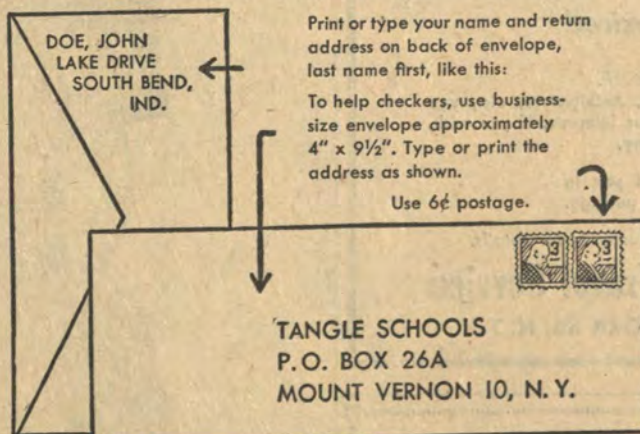 DOE, JOHN
LAKE DRIVE
SOUTH BEND,
IND.
Print or type your name and return
address on back of envelope,
last name first, like this:
To help checkers, use business-
size envelope approximately
4" x 9½". Type or print the
address as shown.
Use 6¢ postage.
3
3
TANGLE SCHOOLS
P.O. BOX 26A
MOUNT VERNON 10, N.Y.